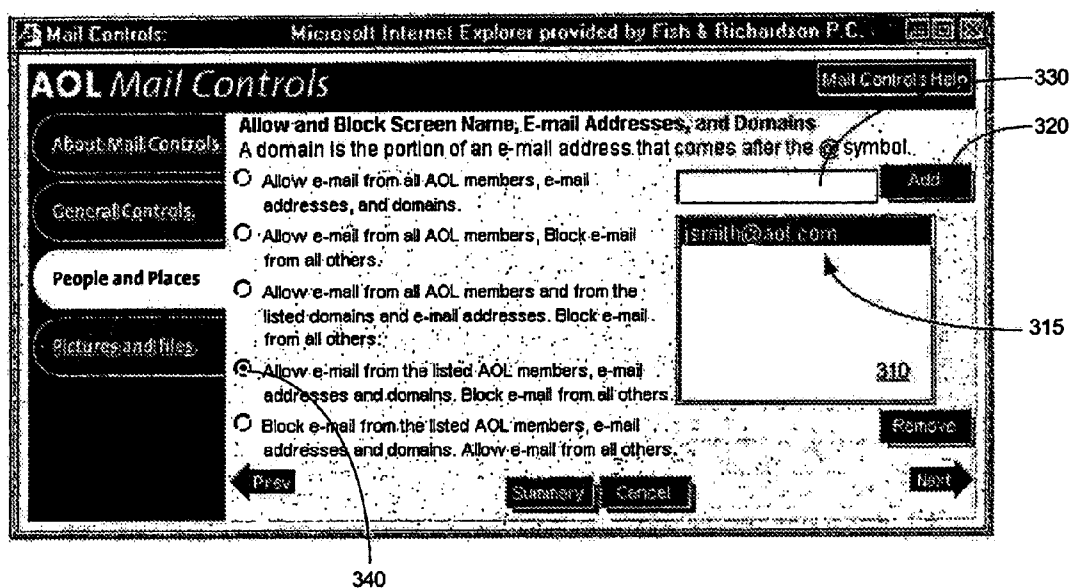 Mail Controls: Microsoft Internet Explorer provided by Fish & Richardson P.C.
AOL Mail Controls
Mail Controls Help
330
About Mail Controls
General Controls
People and Places
Pictures and files
Allow and Block Screen Name, E-mail Addresses, and Domains
A domain is the portion of an e-mail address that comes after the @ symbol.
320
Allow e-mail from all AOL members, e-mail
addresses, and domains.
Allow e-mail from all AOL members, Block e-mail
from all others.
Allow e-mail from all AOL members and from the
listed domains and e-mail addresses. Block e-mail
from all others.
Allow e-mail from the listed AOL members, e-mail
addresses and domains. Block e-mail from all others.
Block e-mail from the listed AOL members, e-mail
addresses and domains. Allow e-mail from all others.
Add
jsmith@aol.com
315
310
Remove
Prev
Summary
Cancel
Next
340